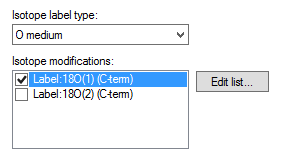 Isotope label type:
O medium
Isotope modifications:
Label:18O(1) (C-term)
Edit list...
Label:18O(2) (C-term)